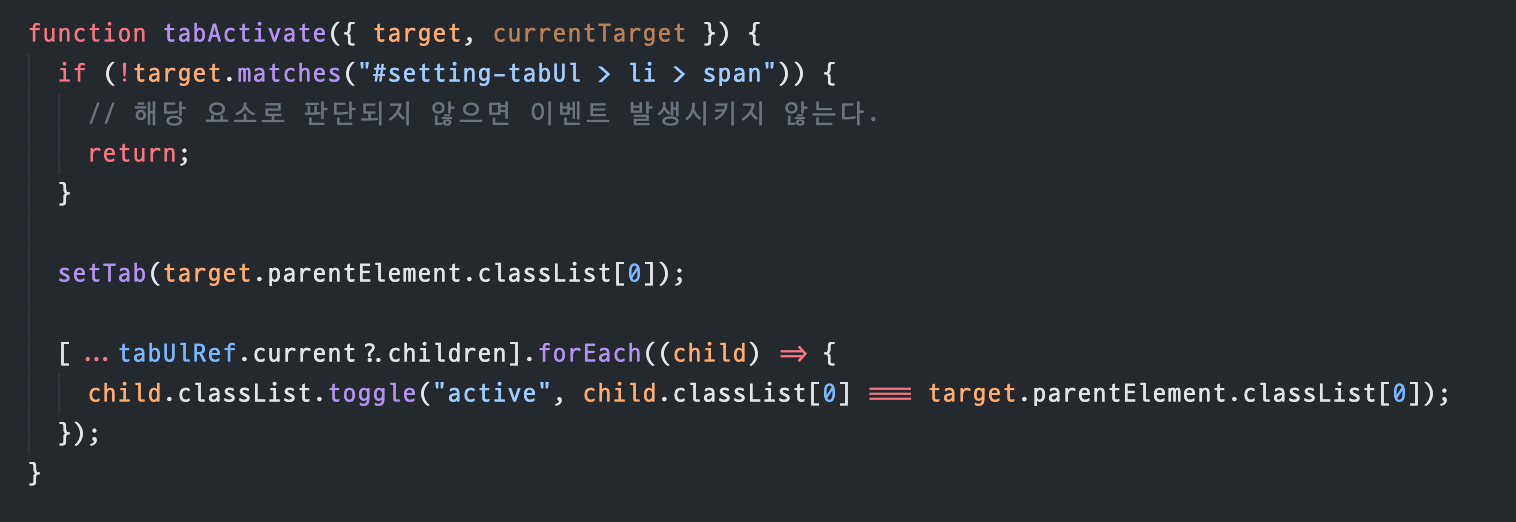 function tabActivate({ target, currentTarget }) {
  if (!target.matches("#setting-tabUl > li > span")) {
    // 해당 요소로 판단되지 않으면 이벤트 발생시키지 않는다.
    return;
  }

  setTab(target.parentElement.classList[0]);

  [...tabUlRef.current?.children].forEach((child) => {
    child.classList.toggle("active", child.classList[0] === target.parentElement.classList[0]);
  });
}